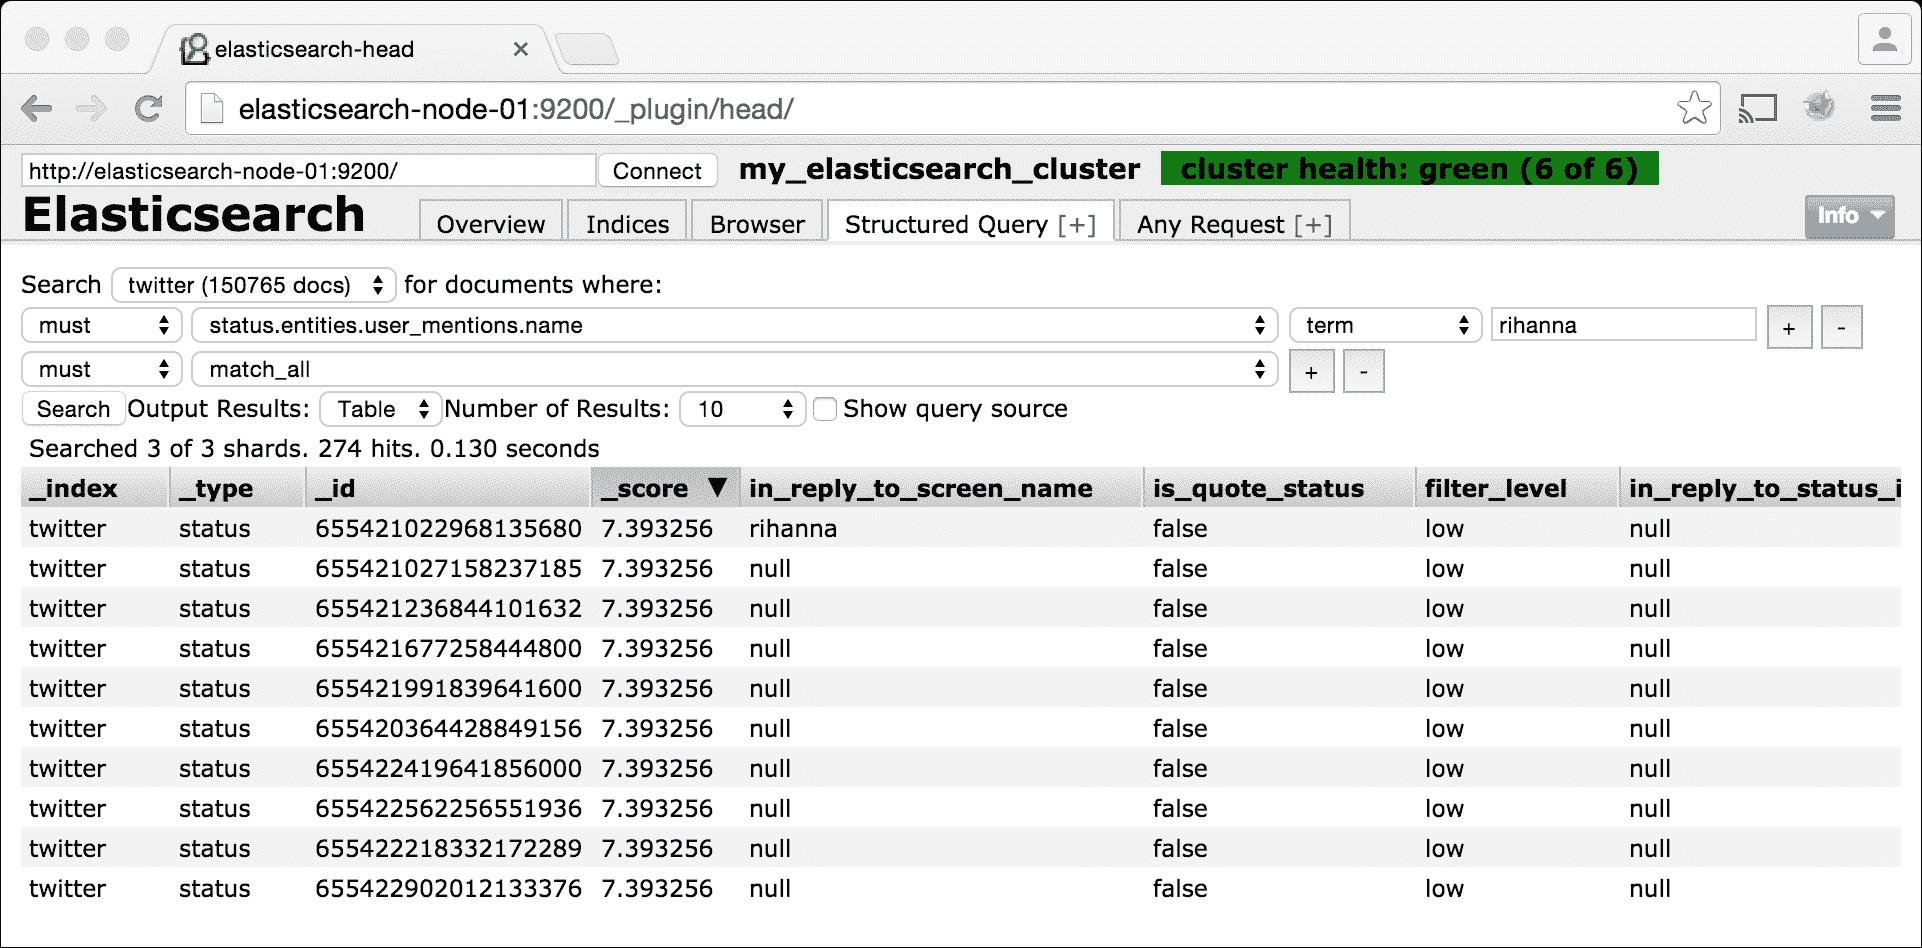 elasticsearch-head
elasticsearch-node-01:9200/_plugin/head/
http://elasticsearch-node-01:9200/ Connect my_elasticsearch_cluster cluster health: green (6 of 6)
Elasticsearch Overview Indices Browser Structured Query [+] Any Request [+] Info
Search twitter (150765 docs) for documents where:
must status.entities.user_mentions.name term rihanna + -
must match_all + -
Search Output Results: Table Number of Results: 10 Show query source
Searched 3 of 3 shards. 274 hits. 0.130 seconds
_index _type _id _score ▼ in_reply_to_screen_name is_quote_status filter_level in_reply_to_status_i
twitter status 655421022968135680 7.393256 rihanna false low null
twitter status 655421027158237185 7.393256 null false low null
twitter status 655421236844101632 7.393256 null false low null
twitter status 655421677258444800 7.393256 null false low null
twitter status 655421991839641600 7.393256 null false low null
twitter status 655420364428849156 7.393256 null false low null
twitter status 655422419641856000 7.393256 null false low null
twitter status 655422562256551936 7.393256 null false low null
twitter status 655422218332172289 7.393256 null false low null
twitter status 655422902012133376 7.393256 null false low null